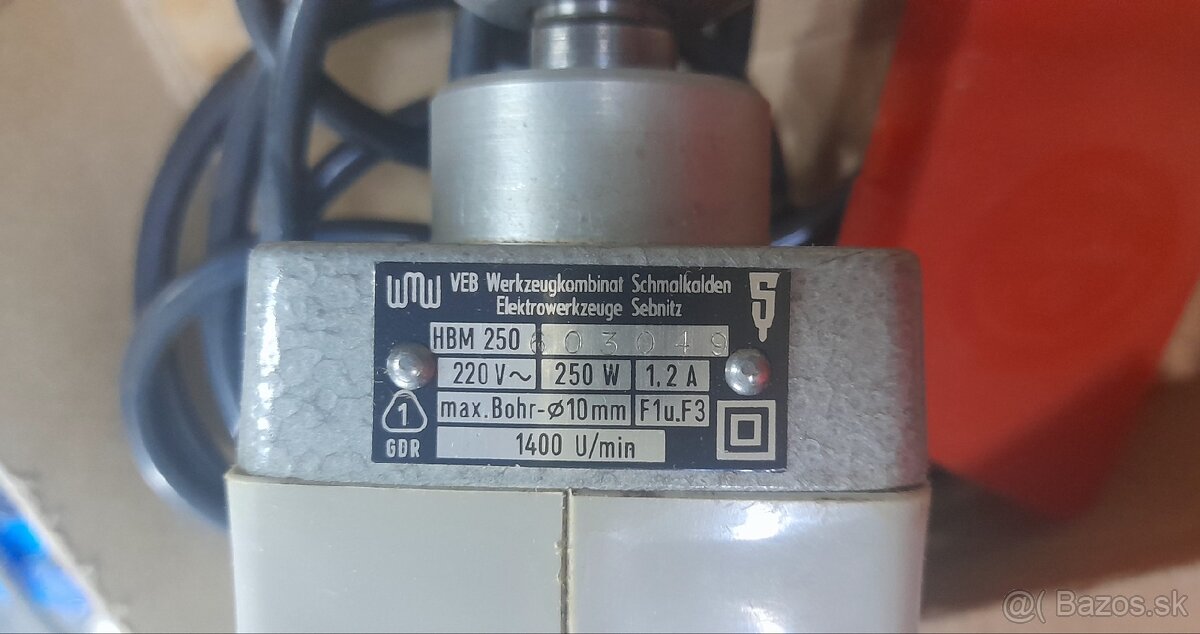 WMW VEB Werkzeugkombinat Schmalkalden
Elektrowerkzeuge Sebnitz
HBM 250 603049
220 V~ 250 W 1,2 A
max.Bohr-⌀10mm F1u.F3
1400 U/min
1
GDR
@( Bazos.sk